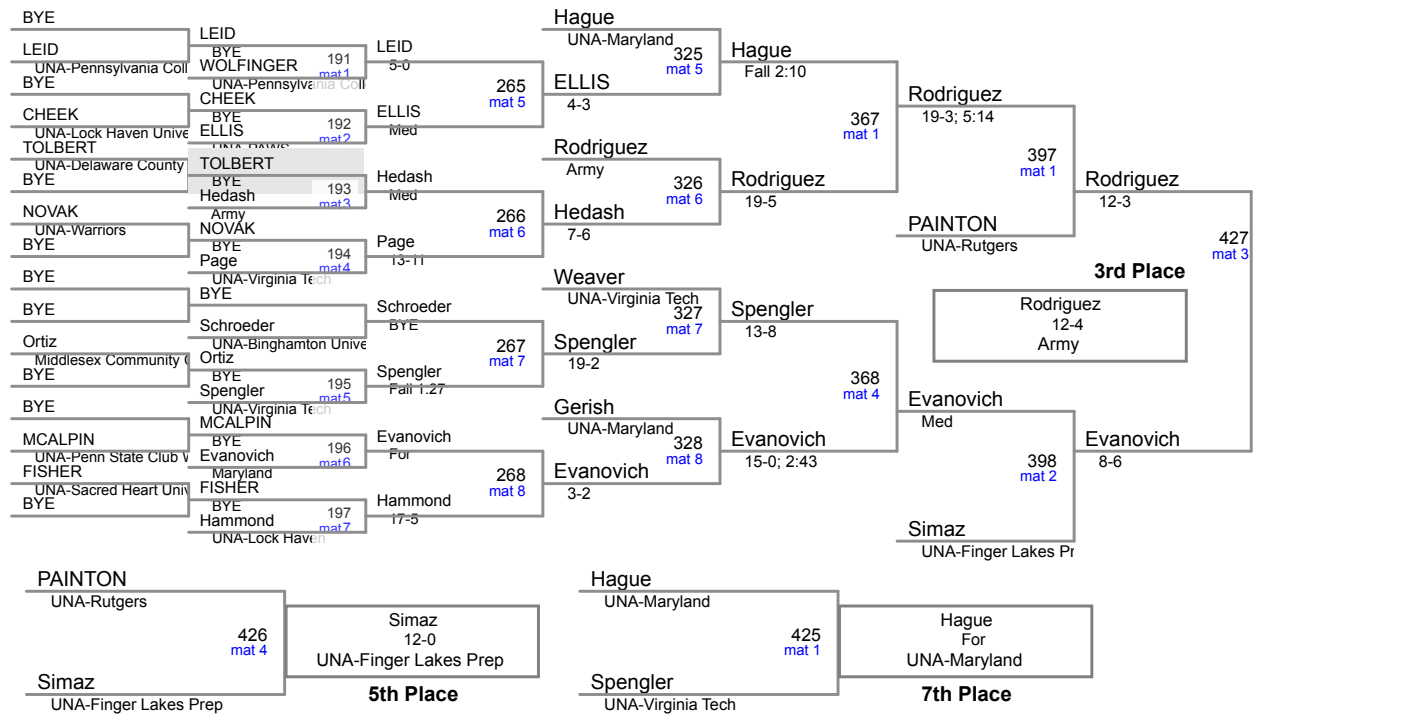 BYE
LEID
UNA-Pennsylvania Coll
BYE
CHEEK
UNA-Lock Haven Unive
TOLBERT
UNA-Delaware County
BYE
NOVAK
UNA-Warriors
BYE
BYE
BYE
Ortiz
Middlesex Community C
BYE
BYE
MCALPIN
UNA-Penn State Club W
FISHER
UNA-Sacred Heart Univ
BYE
LEID
BYE
191
WOLFINGER
mat 1
UNA-Pennsylvania Coll
CHEEK
BYE
192
ELLIS
mat 2
UNA-PAWS
TOLBERT
BYE
193
Hedash
mat 3
Army
NOVAK
BYE
194
Page
mat 4
UNA-Virginia Tech
BYE
Schroeder
UNA-Binghamton Unive
Ortiz
BYE
195
Spengler
mat 5
UNA-Virginia Tech
MCALPIN
BYE
196
Evanovich
mat 6
Maryland
FISHER
BYE
197
Hammond
mat 7
UNA-Lock Haven
LEID
5-0
265
mat 5
ELLIS
Med
Hedash
Med
266
mat 6
Page
13-11
Schroeder
BYE
267
mat 7
Spengler
Fall 1:27
Evanovich
For
268
mat 8
Hammond
17-5
Hague
UNA-Maryland
325
mat 5
ELLIS
4-3
Rodriguez
Army
326
mat 6
Hedash
7-6
Weaver
UNA-Virginia Tech
327
mat 7
Spengler
19-2
Gerish
UNA-Maryland
328
mat 8
Evanovich
3-2
Hague
Fall 2:10
367
mat 1
Rodriguez
19-5
Spengler
13-8
368
mat 4
Evanovich
15-0; 2:43
Rodriguez
19-3; 5:14
397
mat 1
PAINTON
UNA-Rutgers
Evanovich
Med
398
mat 2
Simaz
UNA-Finger Lakes Pr
Rodriguez
12-3
427
mat 3
3rd Place
Rodriguez
12-4
Army
Evanovich
8-6
PAINTON
UNA-Rutgers
426
mat 4
Simaz
UNA-Finger Lakes Prep
Simaz
12-0
UNA-Finger Lakes Prep
5th Place
Hague
UNA-Maryland
425
mat 1
Spengler
UNA-Virginia Tech
Hague
For
UNA-Maryland
7th Place